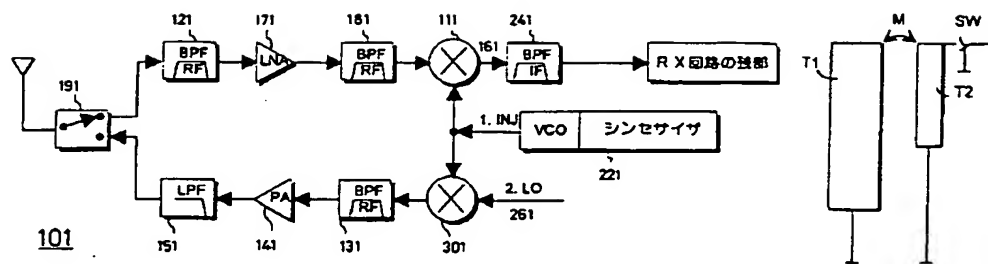 121
171
181
111
241
BPF
RF
LNA
BPF
RF
161
BPF
IF
RX回路の残部
191
1. INJ
VCO
シンセサイザ
221
LPF
PA
BPF
RF
2. LO
261
101
151
141
131
301
T1
M
SW
T2